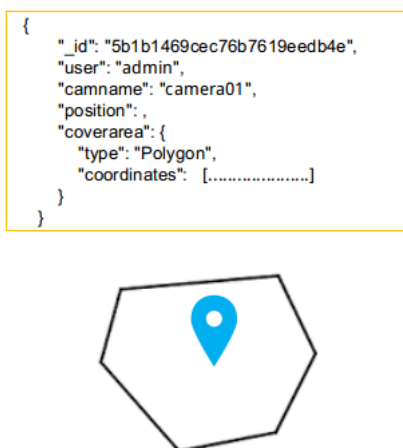 {
"_id": "5b1b1469cec76b7619eedb4e",
"user": "admin",
"camname": "camera01",
"position": ,
"coverarea": {
"type": "Polygon",
"coordinates": [......................]
}
}